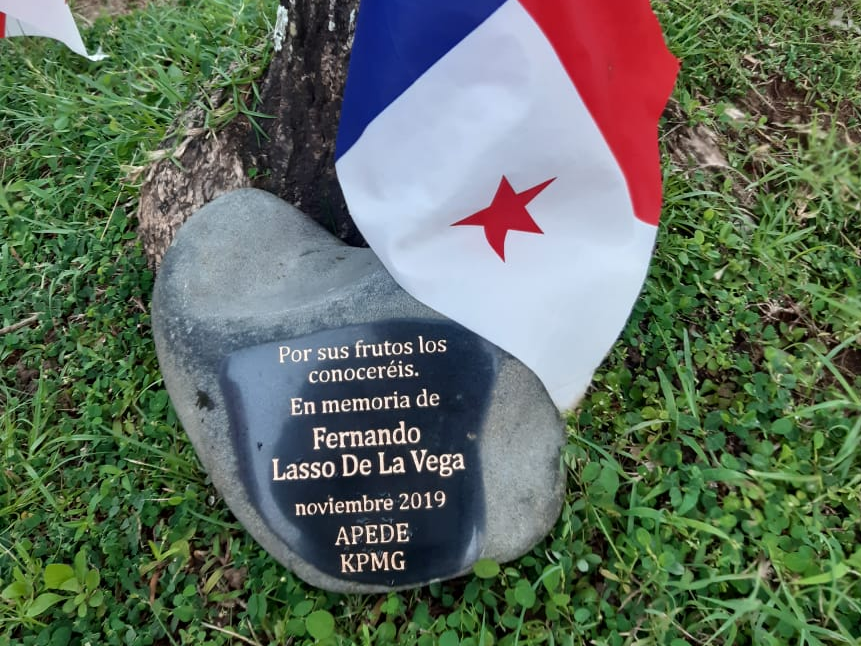 Por sus frutos los
conoceréis.
En memoria de
Fernando
Lasso De La Vega
noviembre 2019
APEDE
KPMG